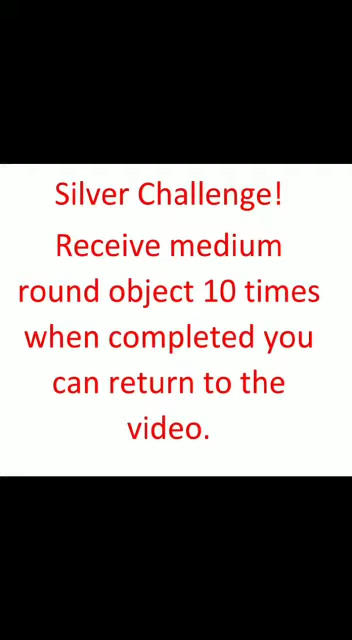 Silver Challenge!
Receive medium
round object 10 times
when completed you
can return to the
video.